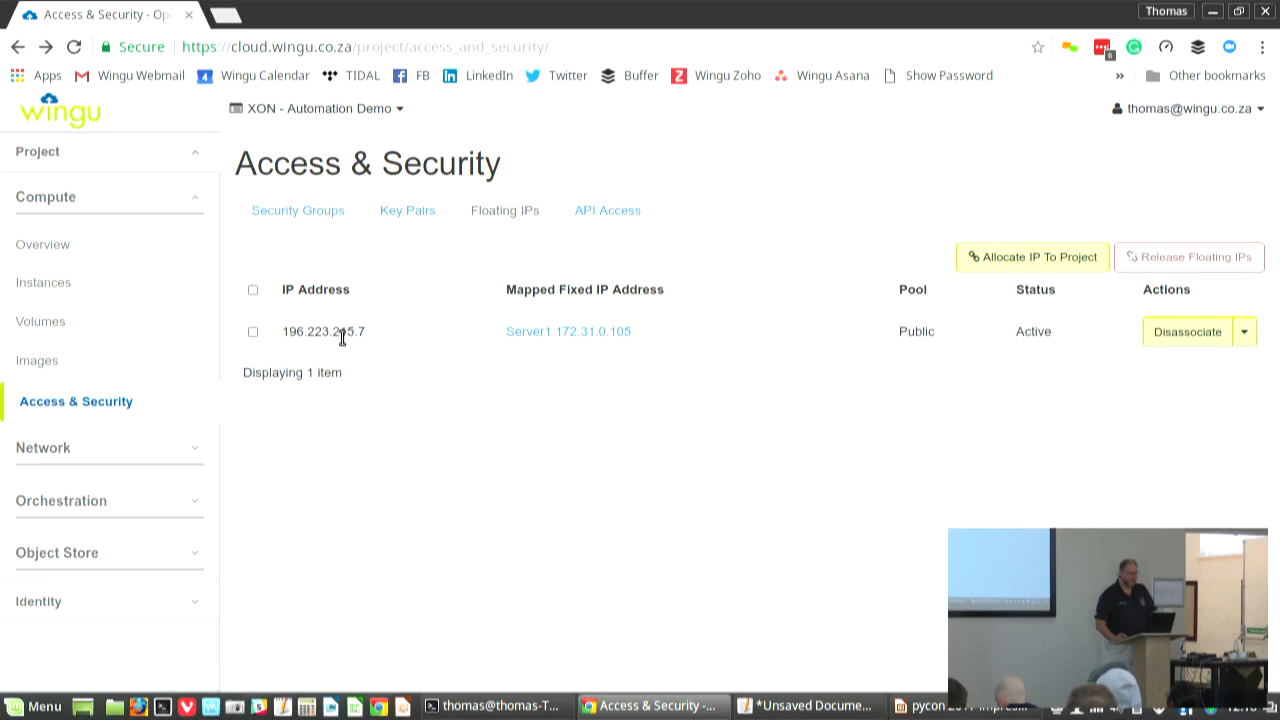 Access & Security - Op
Thomas
Secure
https://cloud.wingu.co.za/project/access_and_security/
Apps
Wingu Webmail
Wingu Calendar
TIDAL
FB
LinkedIn
Twitter
Buffer
Wingu Zoho
Wingu Asana
Show Password
Other bookmarks
wingu
XON - Automation Demo
thomas@wingu.co.za
Project
Compute
Overview
Instances
Volumes
Images
Access & Security
Network
Orchestration
Object Store
Identity
Access & Security
Security Groups
Key Pairs
Floating IPs
API Access
Allocate IP To Project
Release Floating IPs
IP Address
Mapped Fixed IP Address
Pool
Status
Actions
Server1 172.31.0.105
Public
Active
Disassociate
Displaying 1 item
Menu
thomas@thomas-T...
Access & Security -...
*Unsaved Docume...